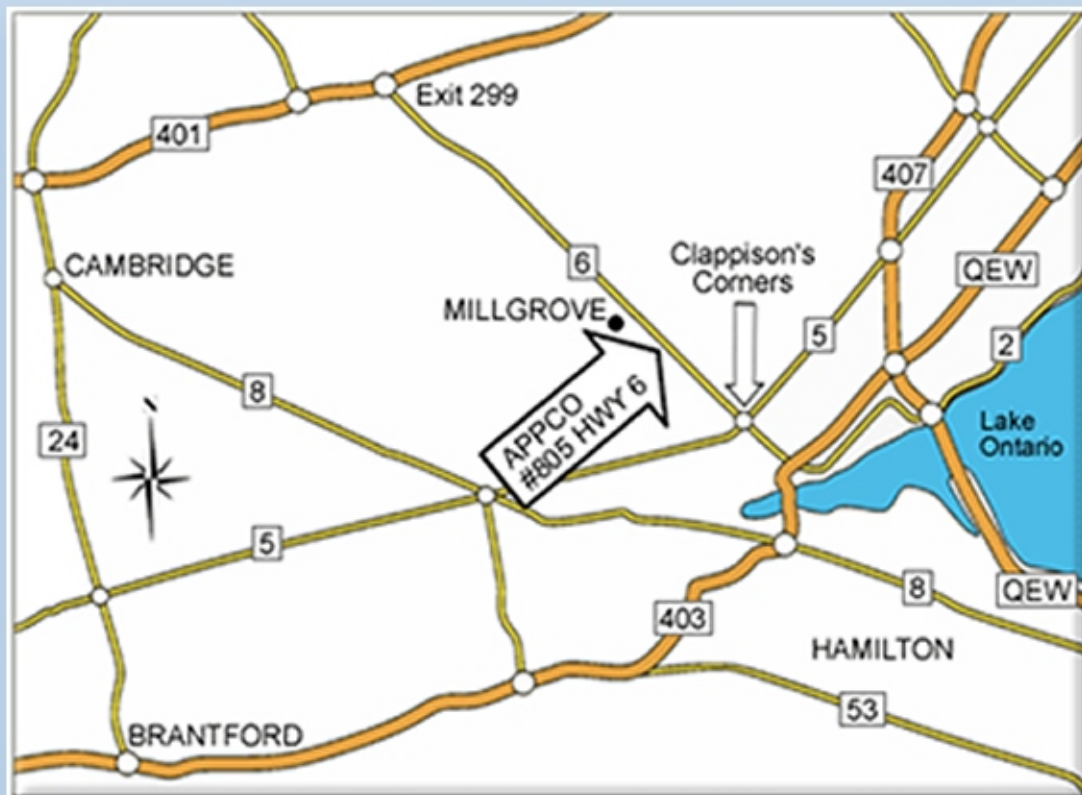 Exit 299
401
407
6
Clappison's
Corners
CAMBRIDGE
QEW
MILLGROVE
5
2
8
APPCO
#805 HWY 6
24
Lake
Ontario
5
8
QEW
403
HAMILTON
53
BRANTFORD